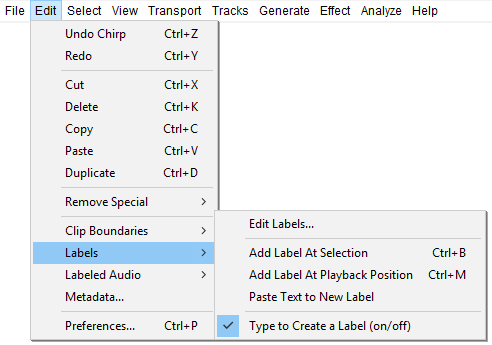 File Edit Select View Transport Tracks Generate Effect Analyze Help
Undo Chirp Ctrl+Z
Redo Ctrl+Y
Cut Ctrl+X
Delete Ctrl+K
Copy Ctrl+C
Paste Ctrl+V
Duplicate Ctrl+D
Remove Special
Clip Boundaries
Labels
Labeled Audio
Metadata...
Preferences... Ctrl+P
Edit Labels...
Add Label At Selection Ctrl+B
Add Label At Playback Position Ctrl+M
Paste Text to New Label
Type to Create a Label (on/off)